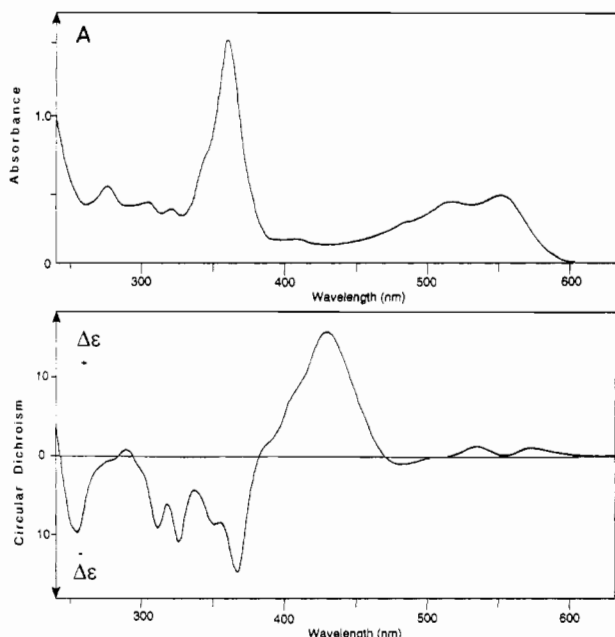 A
Absorbance
1.0
0
300
400
500
600
Wavelength (nm)
Δε
+
10
0
10
-
Δε
Circular Dichroism
300
400
500
600
Wavelength (nm)